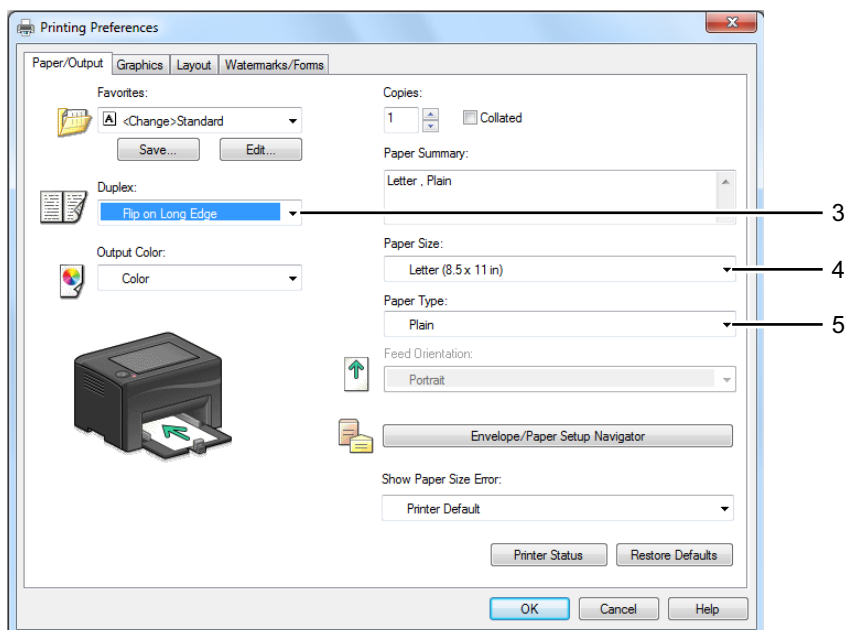 Printing Preferences
Paper/Output Graphics Layout Watermarks/Forms
Favorites:
A <Change>Standard
Save... Edit...
Duplex:
Flip on Long Edge
Output Color:
Color
Copies:
1 Collated
Paper Summary:
Letter , Plain
3
Paper Size:
Letter (8.5 x 11 in)
4
Paper Type:
Plain
5
Feed Orientation:
Portrait
Envelope/Paper Setup Navigator
Show Paper Size Error:
Printer Default
Printer Status Restore Defaults
OK Cancel Help